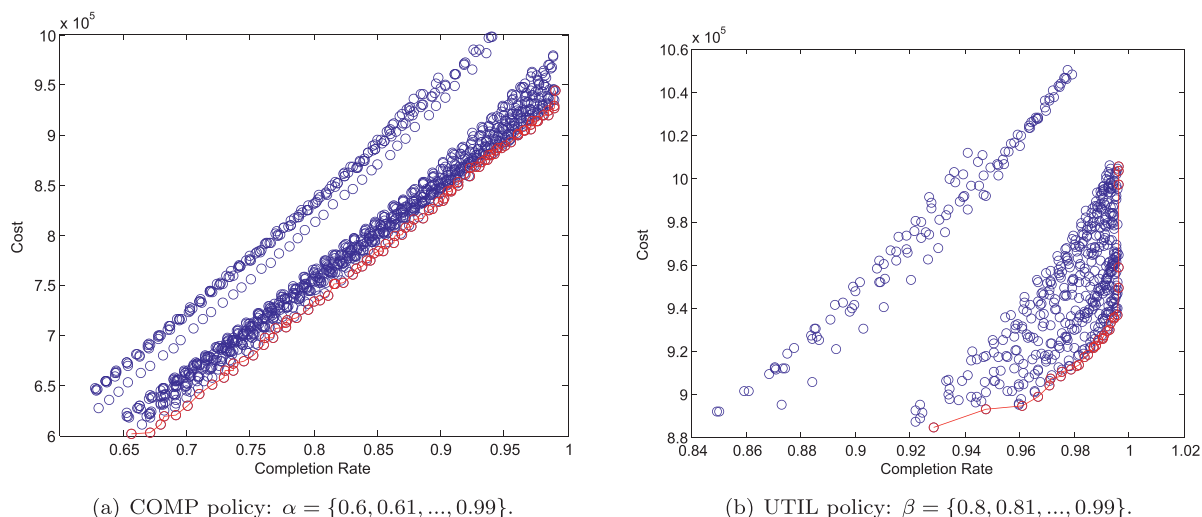 x 10⁵
10
9.5
9
8.5
8
7.5
7
6.5
6
Cost
0.65 0.7 0.75 0.8 0.85 0.9 0.95 1
Completion Rate
(a) COMP policy: α = {0.6, 0.61, ..., 0.99}.
x 10⁵
10.6
10.4
10.2
10
9.8
9.6
9.4
9.2
9
8.8
Cost
0.84 0.86 0.88 0.9 0.92 0.94 0.96 0.98 1 1.02
Completion Rate
(b) UTIL policy: β = {0.8, 0.81, ..., 0.99}.